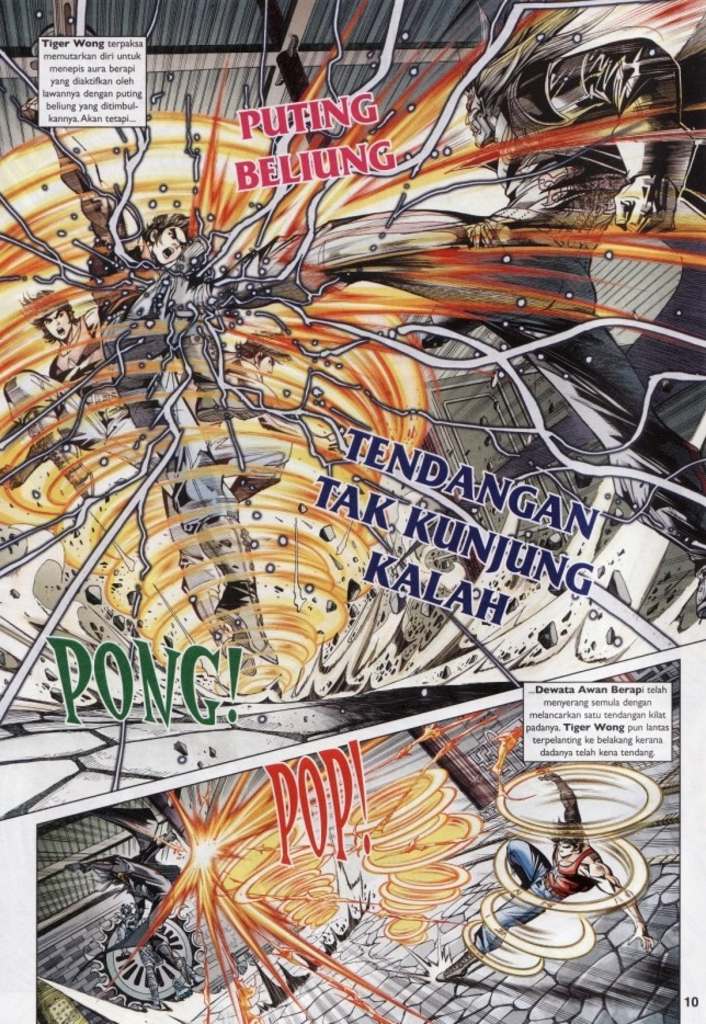 Tiger Wong terpaksa
memutarkan diri untuk
menepis aura berapi
yang diaktifkan oleh
lawannya dengan puting
beliung yang ditimbul-
kannya. Akan tetapi...
PUTING
BELIUNG
TENDANGAN
TAK KUNJUNG
KALAH
PONG!
...Dewata Awan Berapi telah
menyerang semula dengan
melancarkan satu tendangan kilat
padanya. Tiger Wong pun lantas
terpelanting ke belakang kerana
dadanya telah kena tendang.
POP!
10